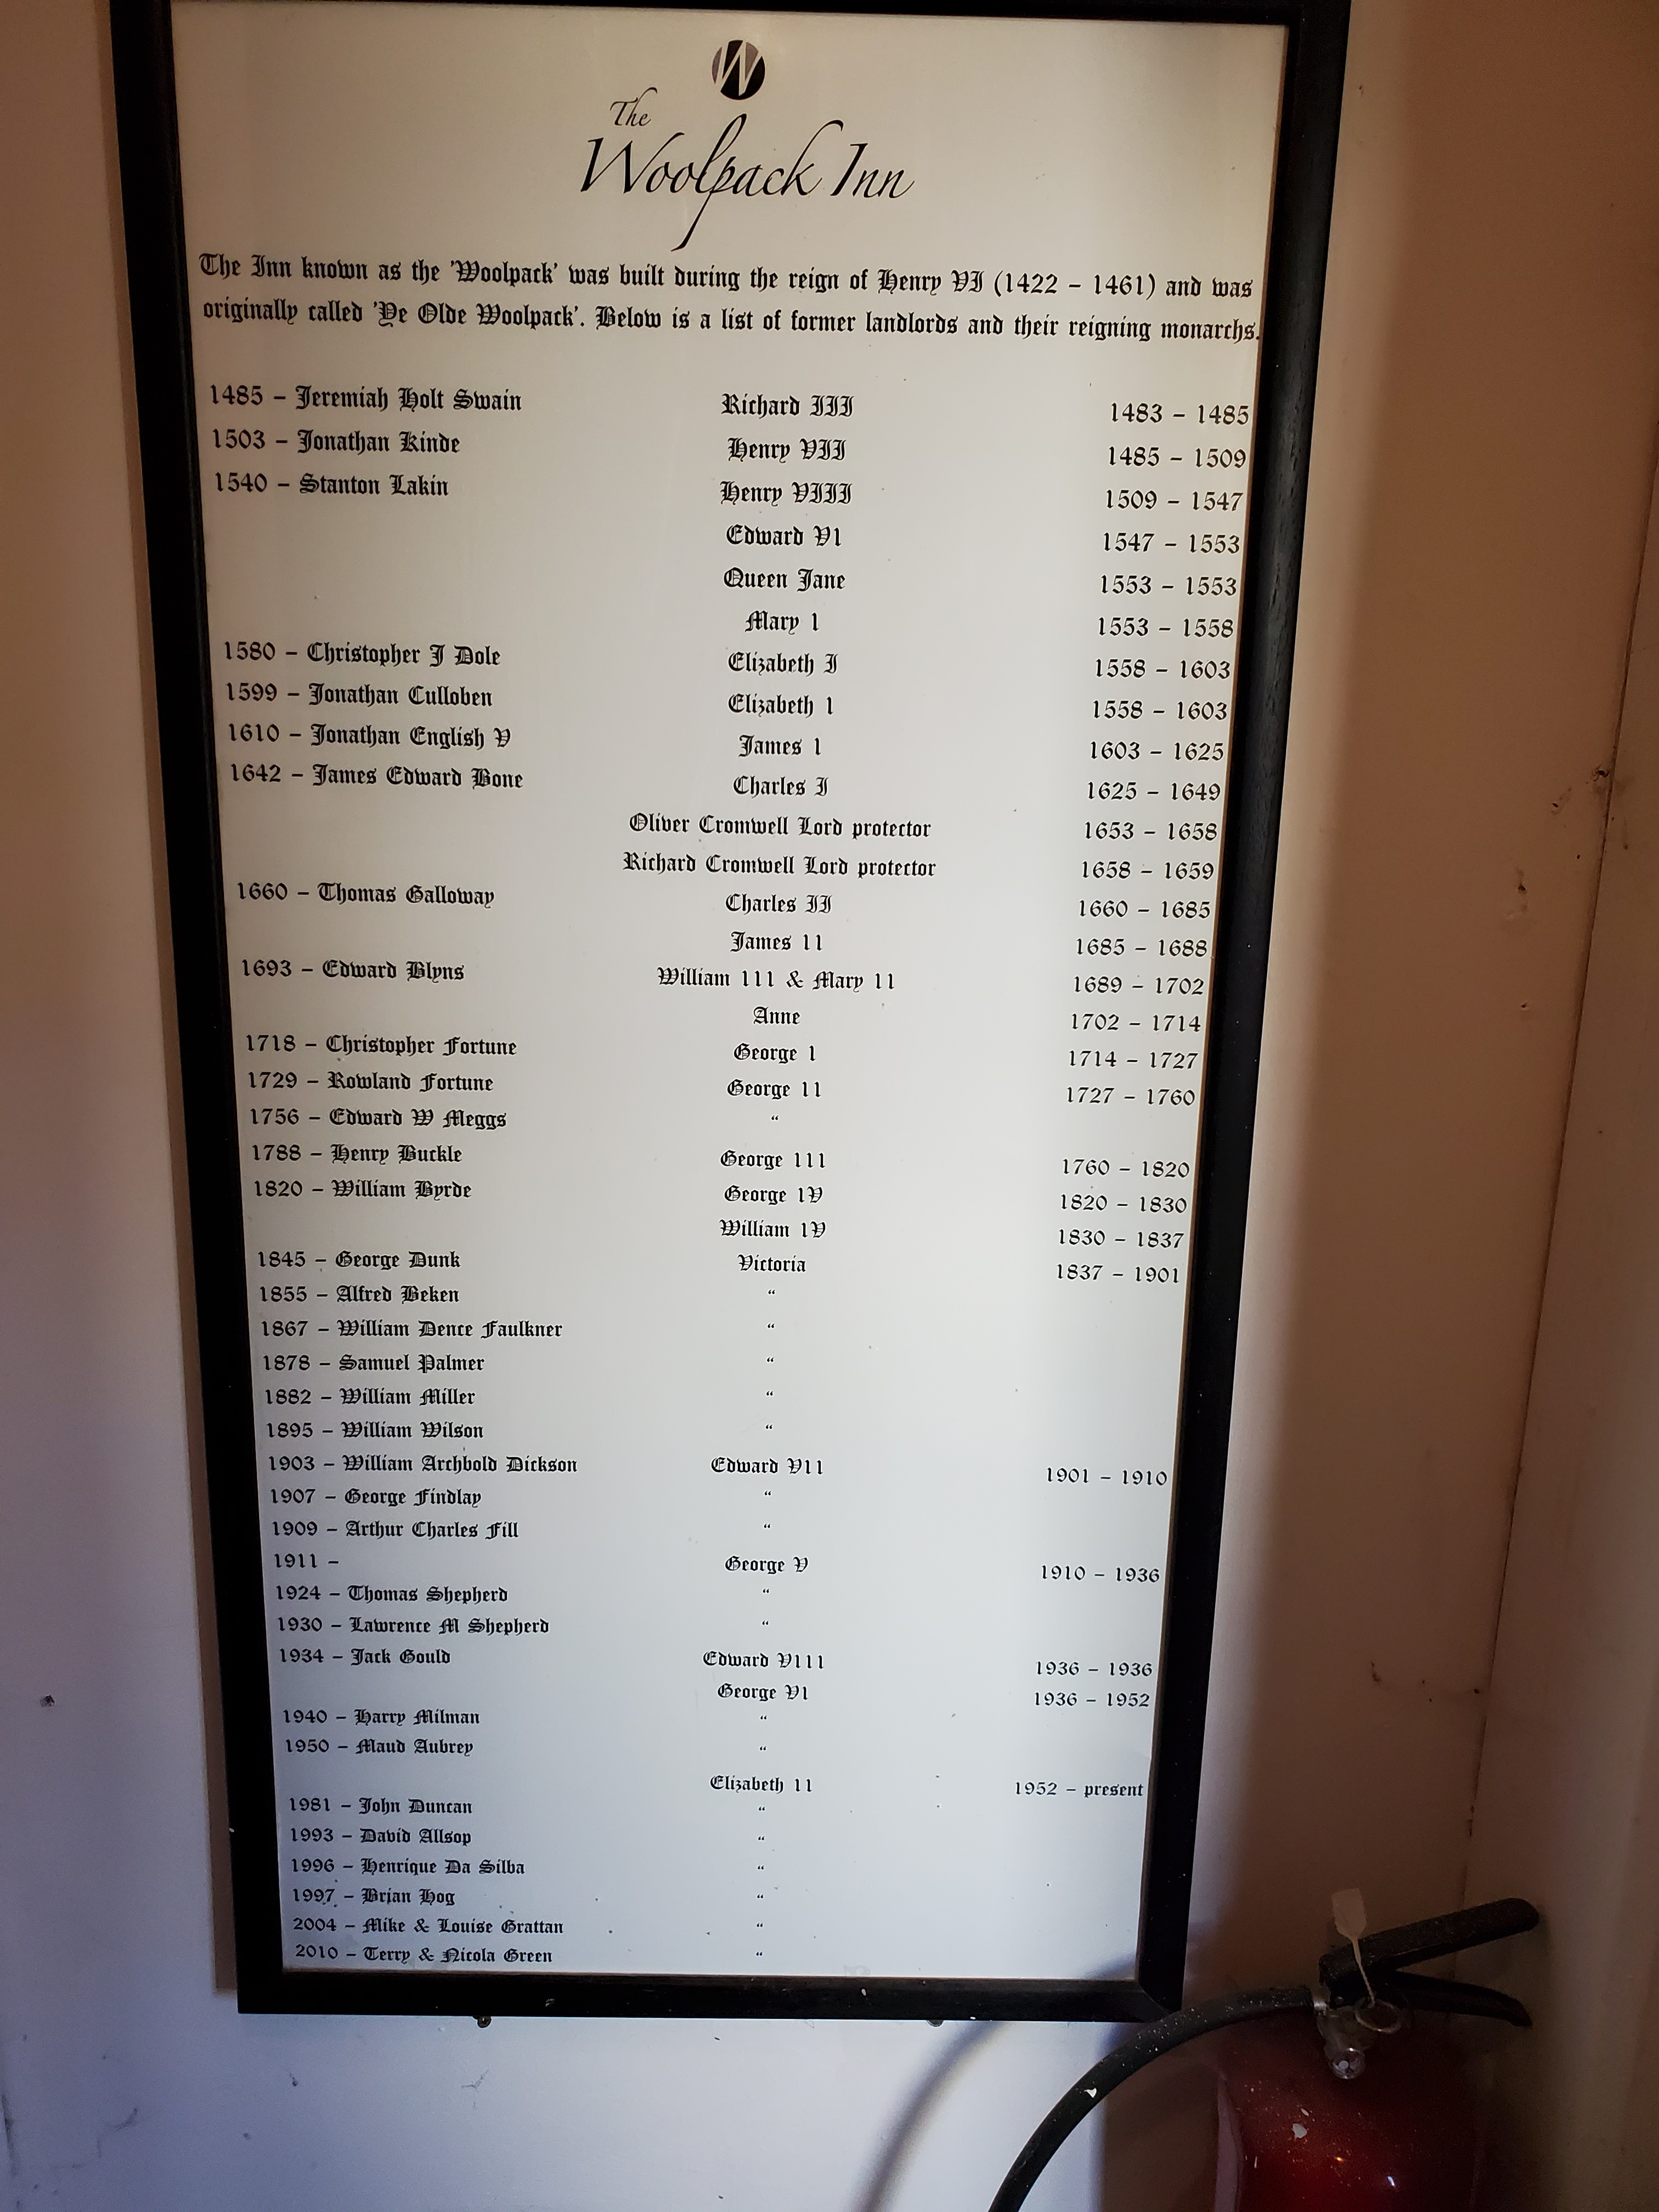 W
The
Woolpack Inn
The Inn known as the 'Woolpack' was built during the reign of Henry VI (1422 – 1461) and was
originally called 'Ye Olde Woolpack'. Below is a list of former landlords and their reigning monarchs.
1485 – Jeremiah Holt Swain Richard III 1483 – 1485
1503 – Jonathan Kinde Henry VII 1485 – 1509
1540 – Stanton Lakin Henry VIII 1509 – 1547
Edward V1 1547 – 1553
Queen Jane 1553 – 1553
Mary 1 1553 – 1558
1580 – Christopher J Dole Elizabeth I 1558 – 1603
1599 – Jonathan Culloben Elizabeth 1 1558 – 1603
1610 – Jonathan English V James 1 1603 – 1625
1642 – James Edward Bone Charles I 1625 – 1649
Oliver Cromwell Lord protector 1653 – 1658
Richard Cromwell Lord protector 1658 – 1659
1660 – Thomas Galloway Charles II 1660 – 1685
James 11 1685 – 1688
1693 – Edward Blyns William 111 & Mary 11 1689 – 1702
Anne 1702 – 1714
1718 – Christopher Fortune George 1 1714 – 1727
1729 – Rowland Fortune George 11 1727 – 1760
1756 – Edward W Meggs "
1788 – Henry Buckle George 111 1760 – 1820
1820 – William Byrde George 1V 1820 – 1830
William 1V 1830 – 1837
1845 – George Dunk Victoria 1837 – 1901
1855 – Alfred Beken "
1867 – William Dence Faulkner "
1878 – Samuel Palmer "
1882 – William Miller "
1895 – William Wilson "
1903 – William Archbold Dickson Edward V11 1901 – 1910
1907 – George Findlay "
1909 – Arthur Charles Fill "
1911 – George V 1910 – 1936
1924 – Thomas Shepherd "
1930 – Lawrence M Shepherd "
1934 – Jack Gould Edward V111 1936 – 1936
George V1 1936 – 1952
1940 – Harry Milman "
1950 – Maud Aubrey "
Elizabeth 11 1952 – present
1981 – John Duncan "
1993 – David Allsop "
1996 – Henrique Da Silba "
1997 – Brian Hog "
2004 – Mike & Louise Grattan "
2010 – Terry & Nicola Green "